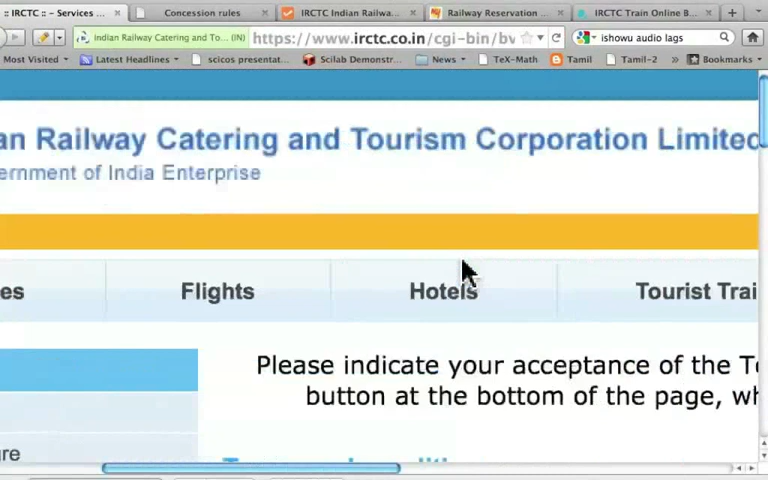 :: IRCTC :: - Services ...
Concession rules
IRCTC Indian Railwa...
Railway Reservation ...
IRCTC Train Online B...
Indian Railway Catering and To... (IN)
https://www.irctc.co.in/cgi-bin/bv
ishowu audio lags
Most Visited
Latest Headlines
scicos presentat...
Scilab Demonstr...
News
TeX-Math
Tamil
Tamil-2
Bookmarks
an Railway Catering and Tourism Corporation Limited
ernment of India Enterprise
es
Flights
Hotels
Tourist Trai
Please indicate your acceptance of the Te
button at the bottom of the page, wh
re